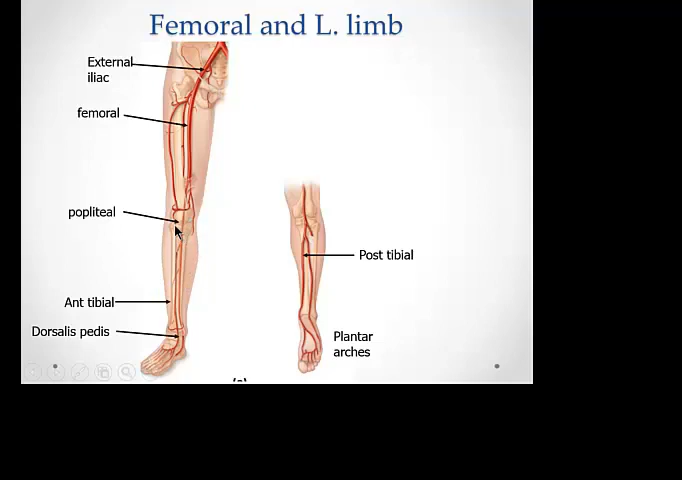 Femoral and L. limb
External
iliac
femoral
popliteal
Ant tibial
Dorsalis pedis
Post tibial
Plantar
arches